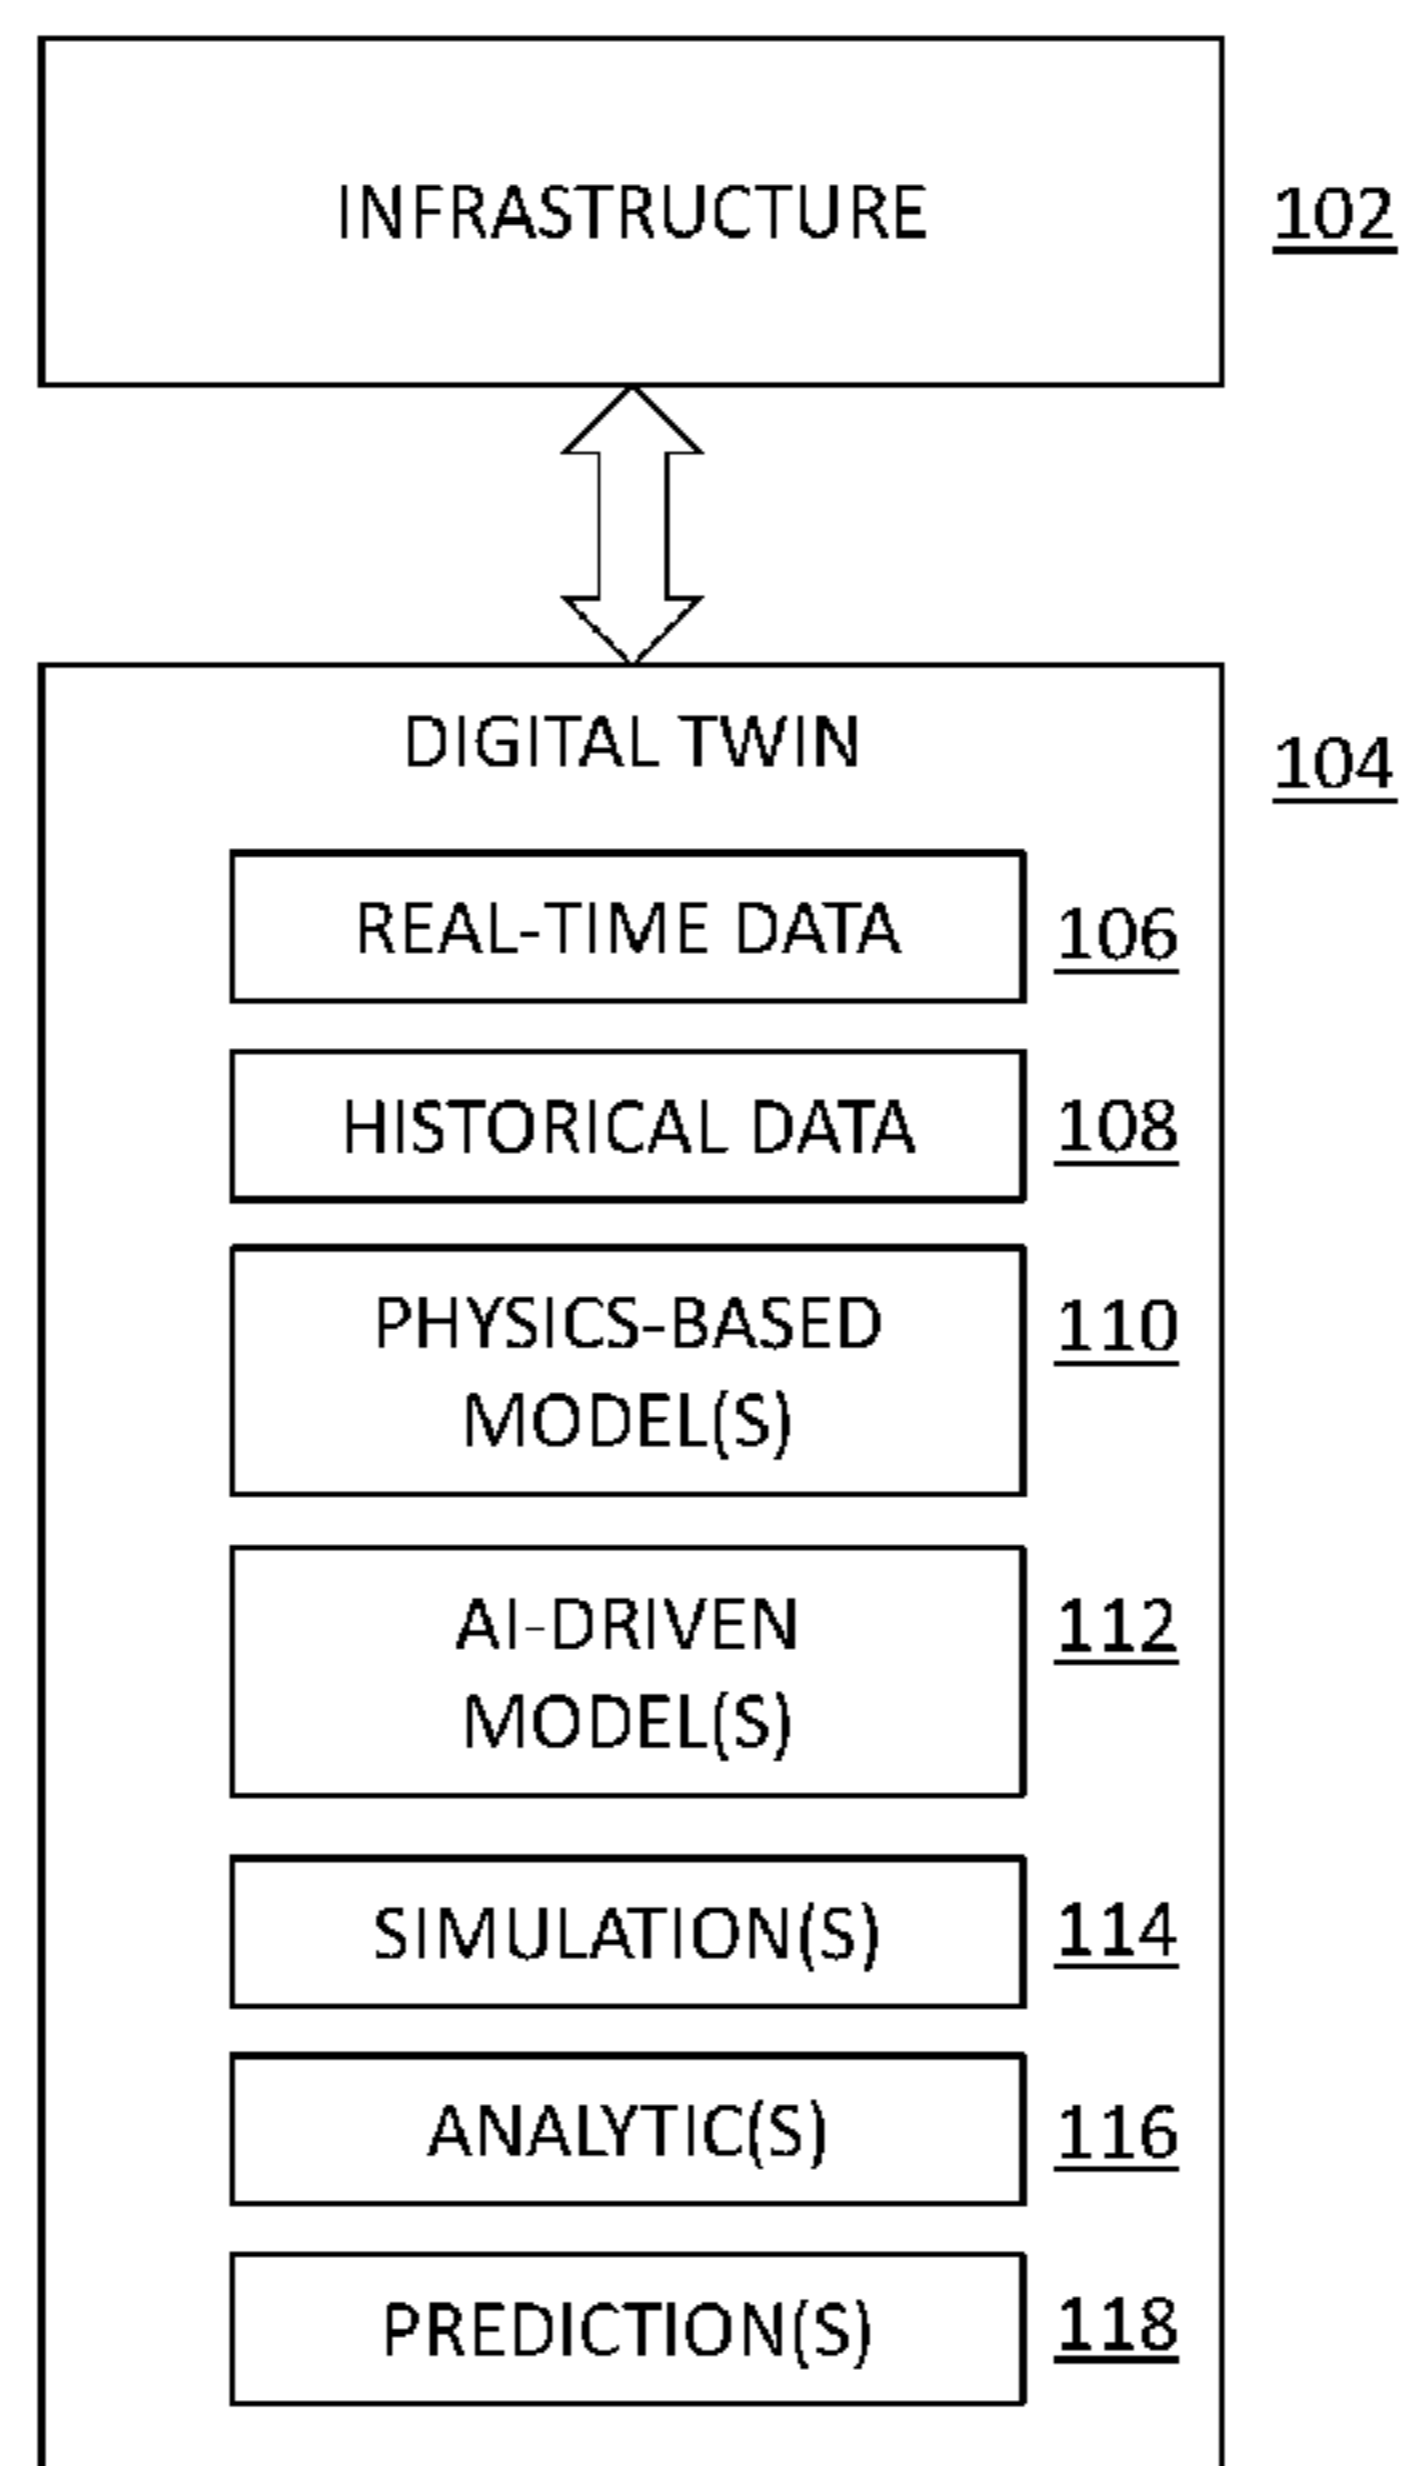 INFRASTRUCTURE 102
DIGITAL TWIN 104
REAL-TIME DATA 106
HISTORICAL DATA 108
PHYSICS-BASED 110
MODEL(S)
AI-DRIVEN 112
MODEL(S)
SIMULATION(S) 114
ANALYTIC(S) 116
PREDICTION(S) 118